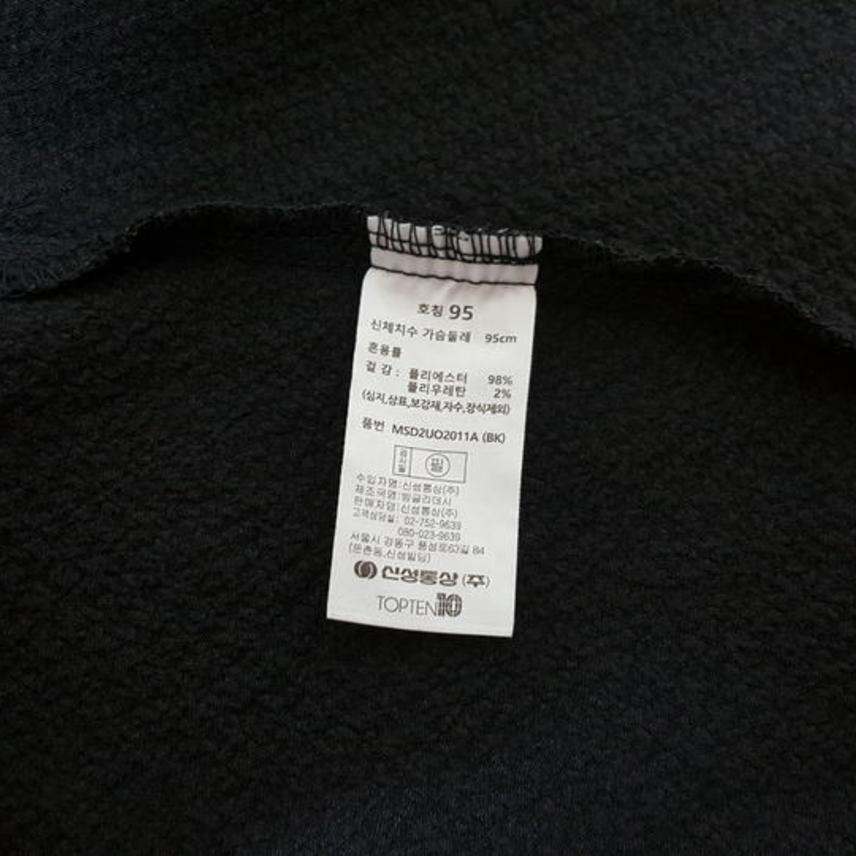 호칭 95
신체치수 가슴둘레 95cm
혼용률
겉감 : 폴리에스터 98%
폴리우레탄 2%
(심지,상표,보강재,자수,장식제외)
품번 MSD2UO2011A (BK)
검사필 필
수입자명:신성통상(주)
제조국명:방글라데시
판매자명:신성통상(주)
고객상담실: 02-752-9639
080-023-9639
서울시 강동구 풍성로63길 84
(둔촌동,신성빌딩)
신성통상(주)
TOPTEN10